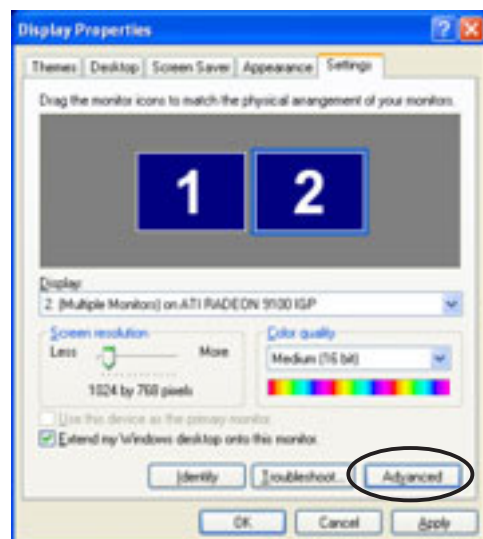 Display Properties
Themes Desktop Screen Saver Appearance Settings
Drag the monitor icons to match the physical arrangement of your monitors.
1 2
Display:
2. (Multiple Monitors) on ATI RADEON 9100 IGP
Screen resolution Color quality
Less More Medium (16 bit)
1024 by 768 pixels
Use this device as the primary monitor.
Extend my Windows desktop onto this monitor.
Identify Troubleshoot... Advanced
OK Cancel Apply